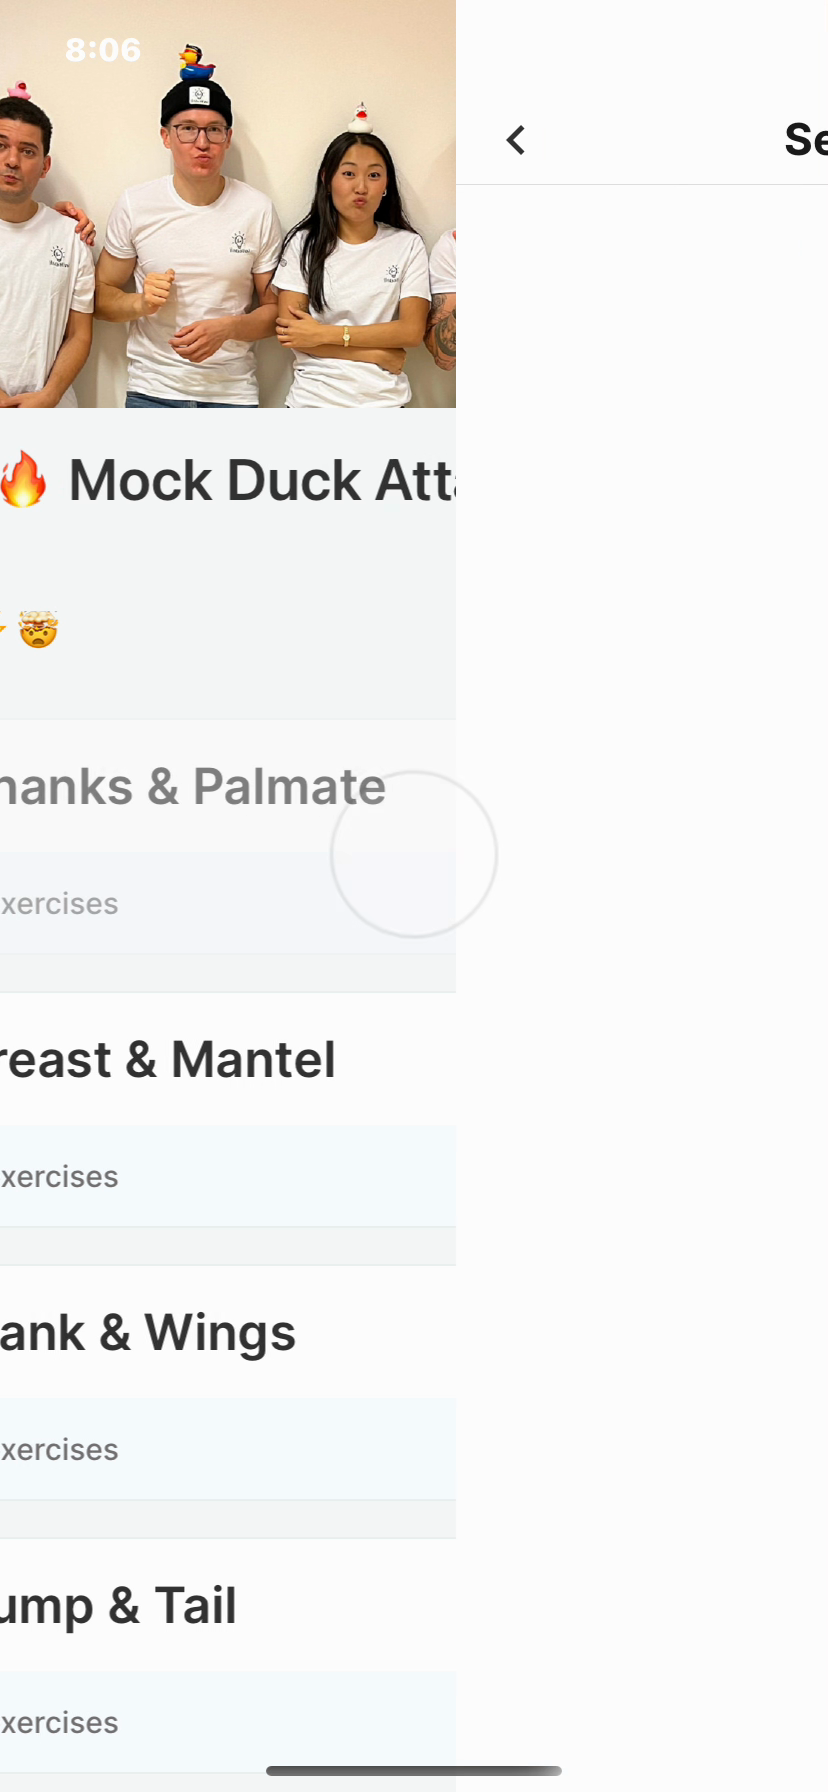 8:06
Se
🔥 Mock Duck Att
🤯
hanks & Palmate
xercises
reast & Mantel
xercises
ank & Wings
xercises
ump & Tail
xercises